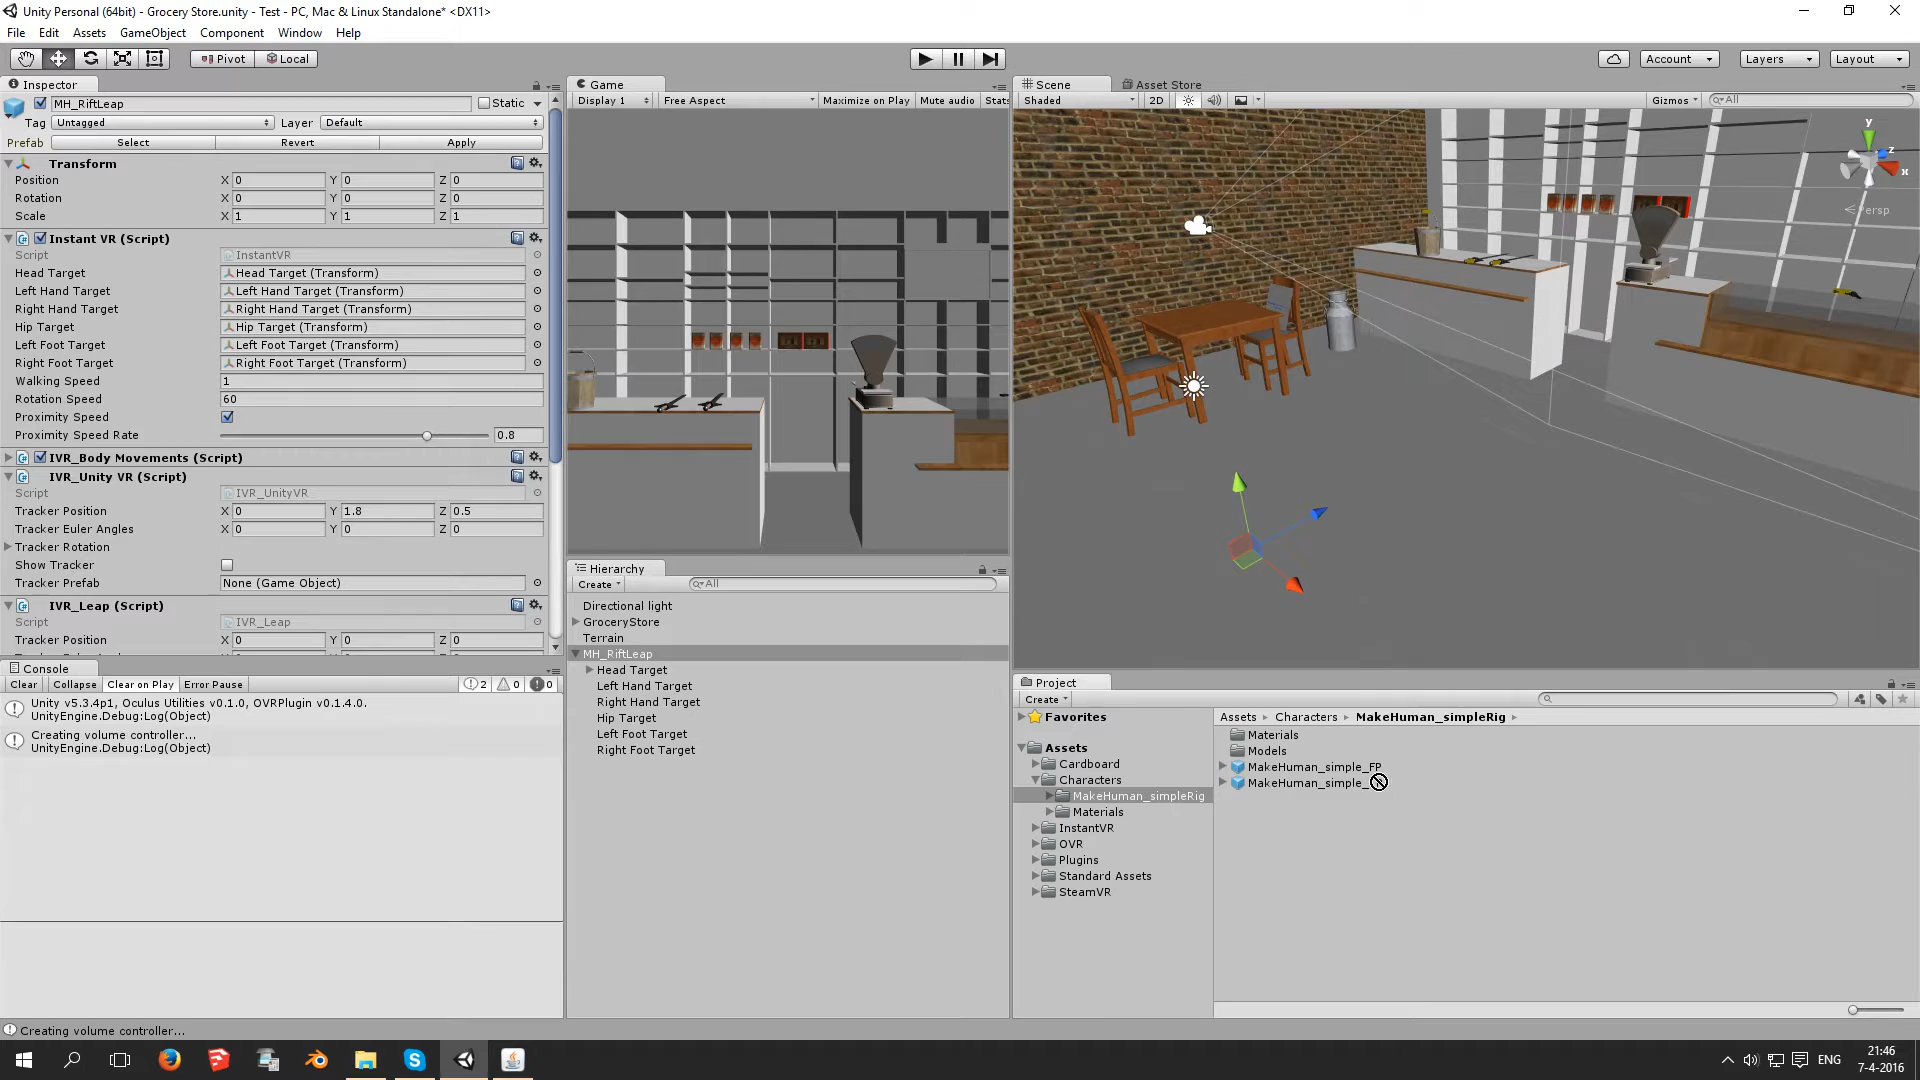 Unity Personal (64bit) - Grocery Store.unity - Test - PC, Mac & Linux Standalone* <DX11>
File Edit Assets GameObject Component Window Help
Pivot Local
Account Layers Layout
Inspector
MH_RiftLeap Static
Tag Untagged Layer Default
Prefab Select Revert Apply
Transform
Position X 0 Y 0 Z 0
Rotation X 0 Y 0 Z 0
Scale X 1 Y 1 Z 1
Instant VR (Script)
Script InstantVR
Head Target Head Target (Transform)
Left Hand Target Left Hand Target (Transform)
Right Hand Target Right Hand Target (Transform)
Hip Target Hip Target (Transform)
Left Foot Target Left Foot Target (Transform)
Right Foot Target Right Foot Target (Transform)
Walking Speed 1
Rotation Speed 60
Proximity Speed
Proximity Speed Rate 0.8
IVR_Body Movements (Script)
IVR_Unity VR (Script)
Script IVR_UnityVR
Tracker Position X 0 Y 1.8 Z 0.5
Tracker Euler Angles X 0 Y 0 Z 0
Tracker Rotation
Show Tracker
Tracker Prefab None (Game Object)
IVR_Leap (Script)
Script IVR_Leap
Tracker Position X 0 Y 0 Z 0
Console
Clear Collapse Clear on Play Error Pause 2 0 0
Unity v5.3.4p1, Oculus Utilities v0.1.0, OVRPlugin v0.1.4.0.
UnityEngine.Debug:Log(Object)
Creating volume controller...
UnityEngine.Debug:Log(Object)
Creating volume controller...
Game
Display 1 Free Aspect Maximize on Play Mute audio Stats
Hierarchy
Create All
Directional light
GroceryStore
Terrain
MH_RiftLeap
Head Target
Left Hand Target
Right Hand Target
Hip Target
Left Foot Target
Right Foot Target
Scene Asset Store
Shaded 2D Gizmos All
y
z
x
Persp
Project
Create
Favorites
Assets
Cardboard
Characters
MakeHuman_simpleRig
Materials
InstantVR
OVR
Plugins
Standard Assets
SteamVR
Assets Characters MakeHuman_simpleRig
Materials
Models
MakeHuman_simple_FP
MakeHuman_simple_
ENG
21:46
7-4-2016